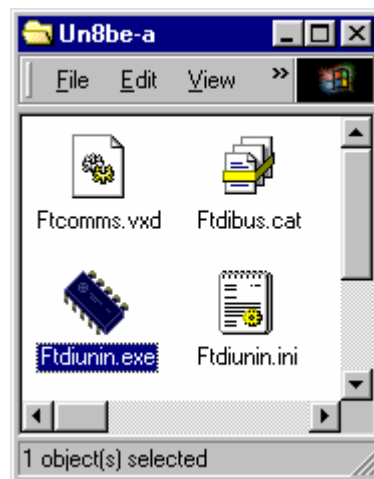 Un8be-a
File Edit View »
Ftcomms.vxd Ftdibus.cat
Ftdiunin.exe Ftdiunin.ini
1 object(s) selected